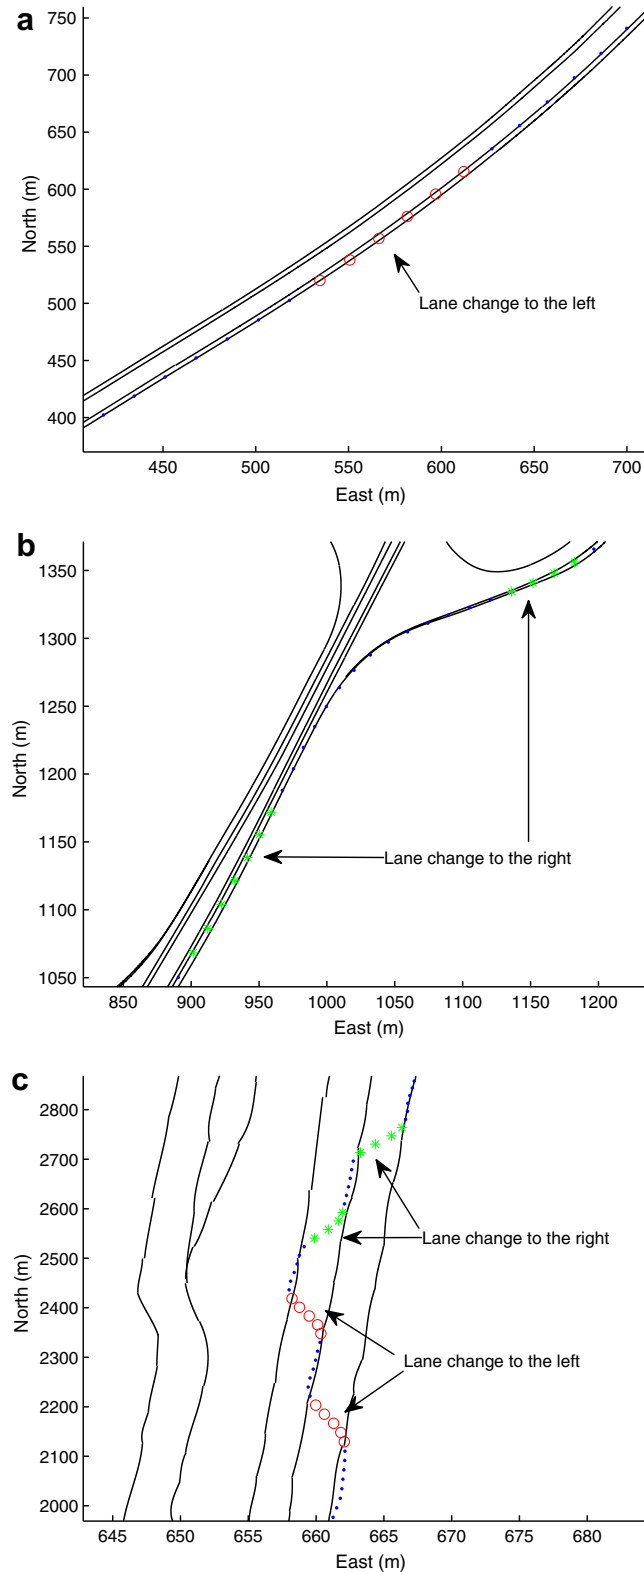 a
750
700
650
600
550
500
450
400
North (m)
Lane change to the left
450 500 550 600 650 700
East (m)
b
1350
1300
1250
1200
1150
1100
1050
North (m)
Lane change to the right
850 900 950 1000 1050 1100 1150 1200
East (m)
c
2800
2700
2600
2500
2400
2300
2200
2100
2000
North (m)
Lane change to the right
Lane change to the left
645 650 655 660 665 670 675 680
East (m)